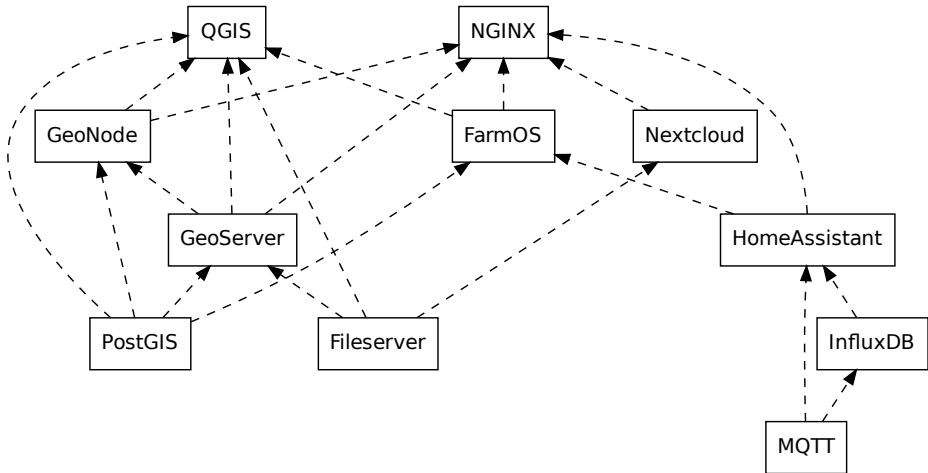 QGIS
NGINX
GeoNode
FarmOS
Nextcloud
GeoServer
HomeAssistant
PostGIS
Fileserver
InfluxDB
MQTT